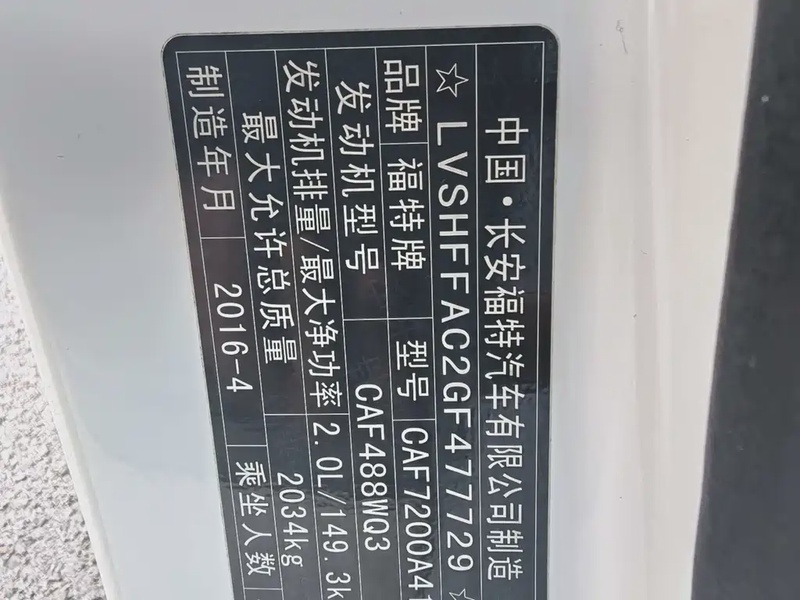 中国·长安福特汽车有限公司制造
☆LVSHFFAC2GF477729☆
品牌 福特牌 型号 CAF7200A41
发动机型号 CAF488WQ3
发动机排量/最大净功率 2.0L/149.3k
最大允许总质量 2034kg
制造年月 2016-4 乘坐人数